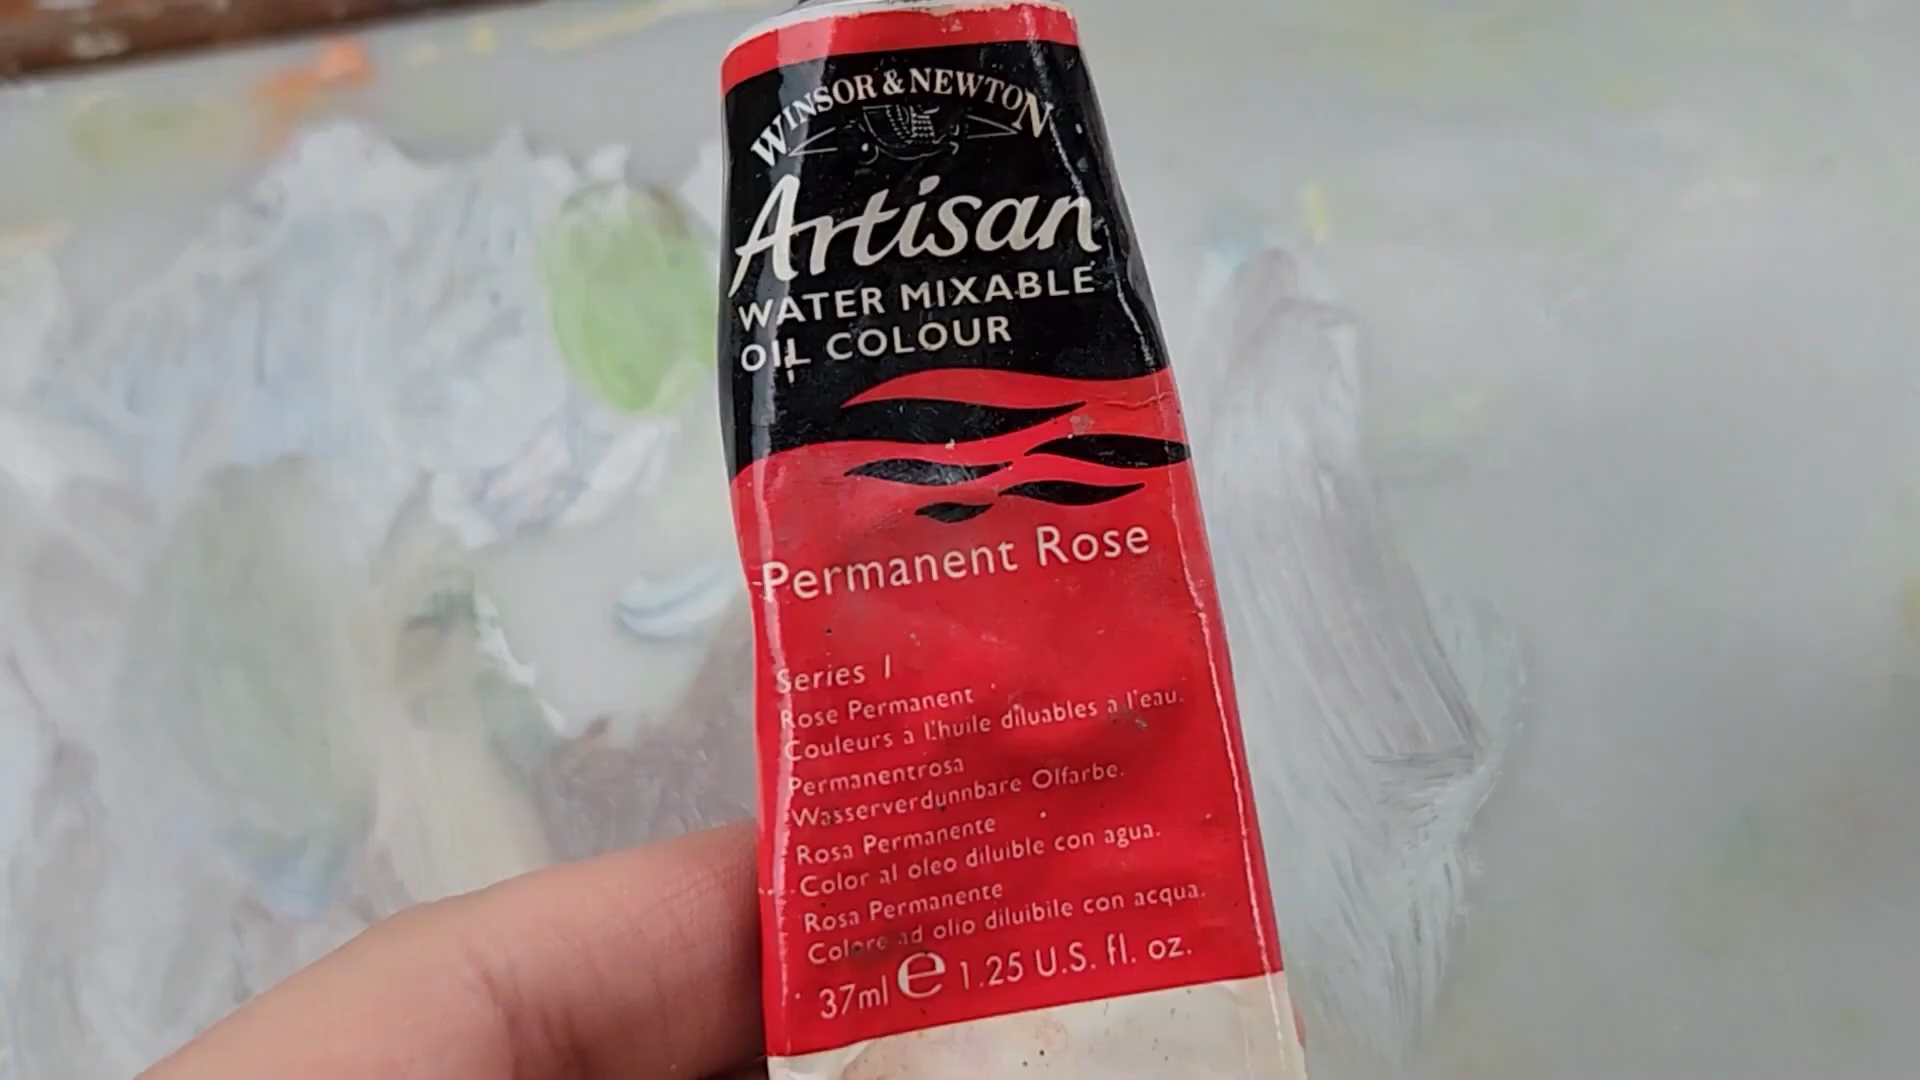 WINSOR & NEWTON
Artisan
WATER MIXABLE
OIL COLOUR
Permanent Rose
Series 1
Rose Permanent
Couleurs a l'huile diluables a l'eau.
Permanentrosa
Wasserverdunnbare Olfarbe.
Rosa Permanente
Color al oleo diluible con agua.
Rosa Permanente
Colore ad olio diluibile con acqua.
37ml e 1.25 U.S. fl. oz.